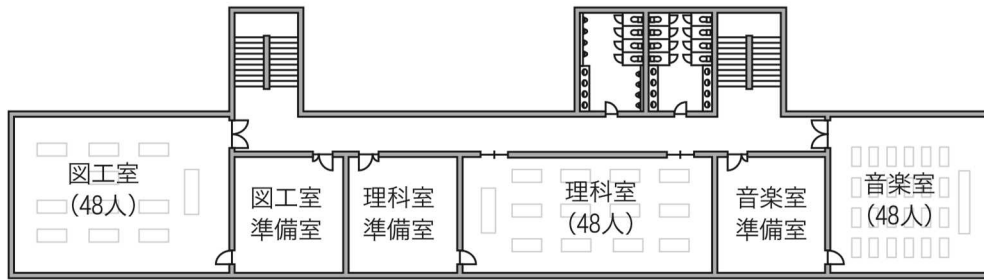 図工室
(48人)
図工室
準備室
理科室
準備室
理科室
(48人)
音楽室
準備室
音楽室
(48人)